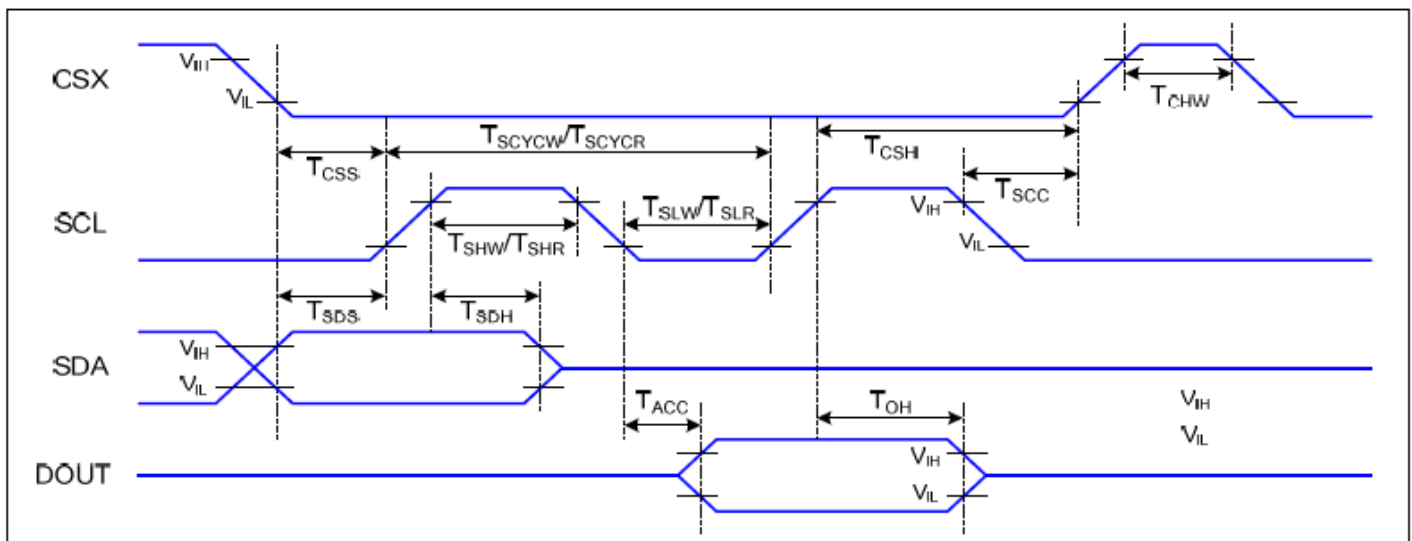 CSX
VIH
VIL
TCHW
TSCYCW/TSCYCR
TCSS
TCSH
TSCC
SCL
TSLW/TSLR
VIH
VIL
TSHW/TSHR
TSDS
TSDH
SDA
VIH
VIL
TACC
TOH
VIH
VIL
DOUT
VIH
VIL